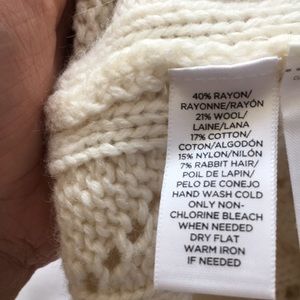 40% RAYON/
RAYONNE/RAYÓN
21% WOOL/
LAINE/LANA
17% COTTON/
COTON/ALGODÓN
15% NYLON/NILÓN
7% RABBIT HAIR/
POIL DE LAPIN/
PELO DE CONEJO
HAND WASH COLD
ONLY NON-
CHLORINE BLEACH
WHEN NEEDED
DRY FLAT
WARM IRON
IF NEEDED